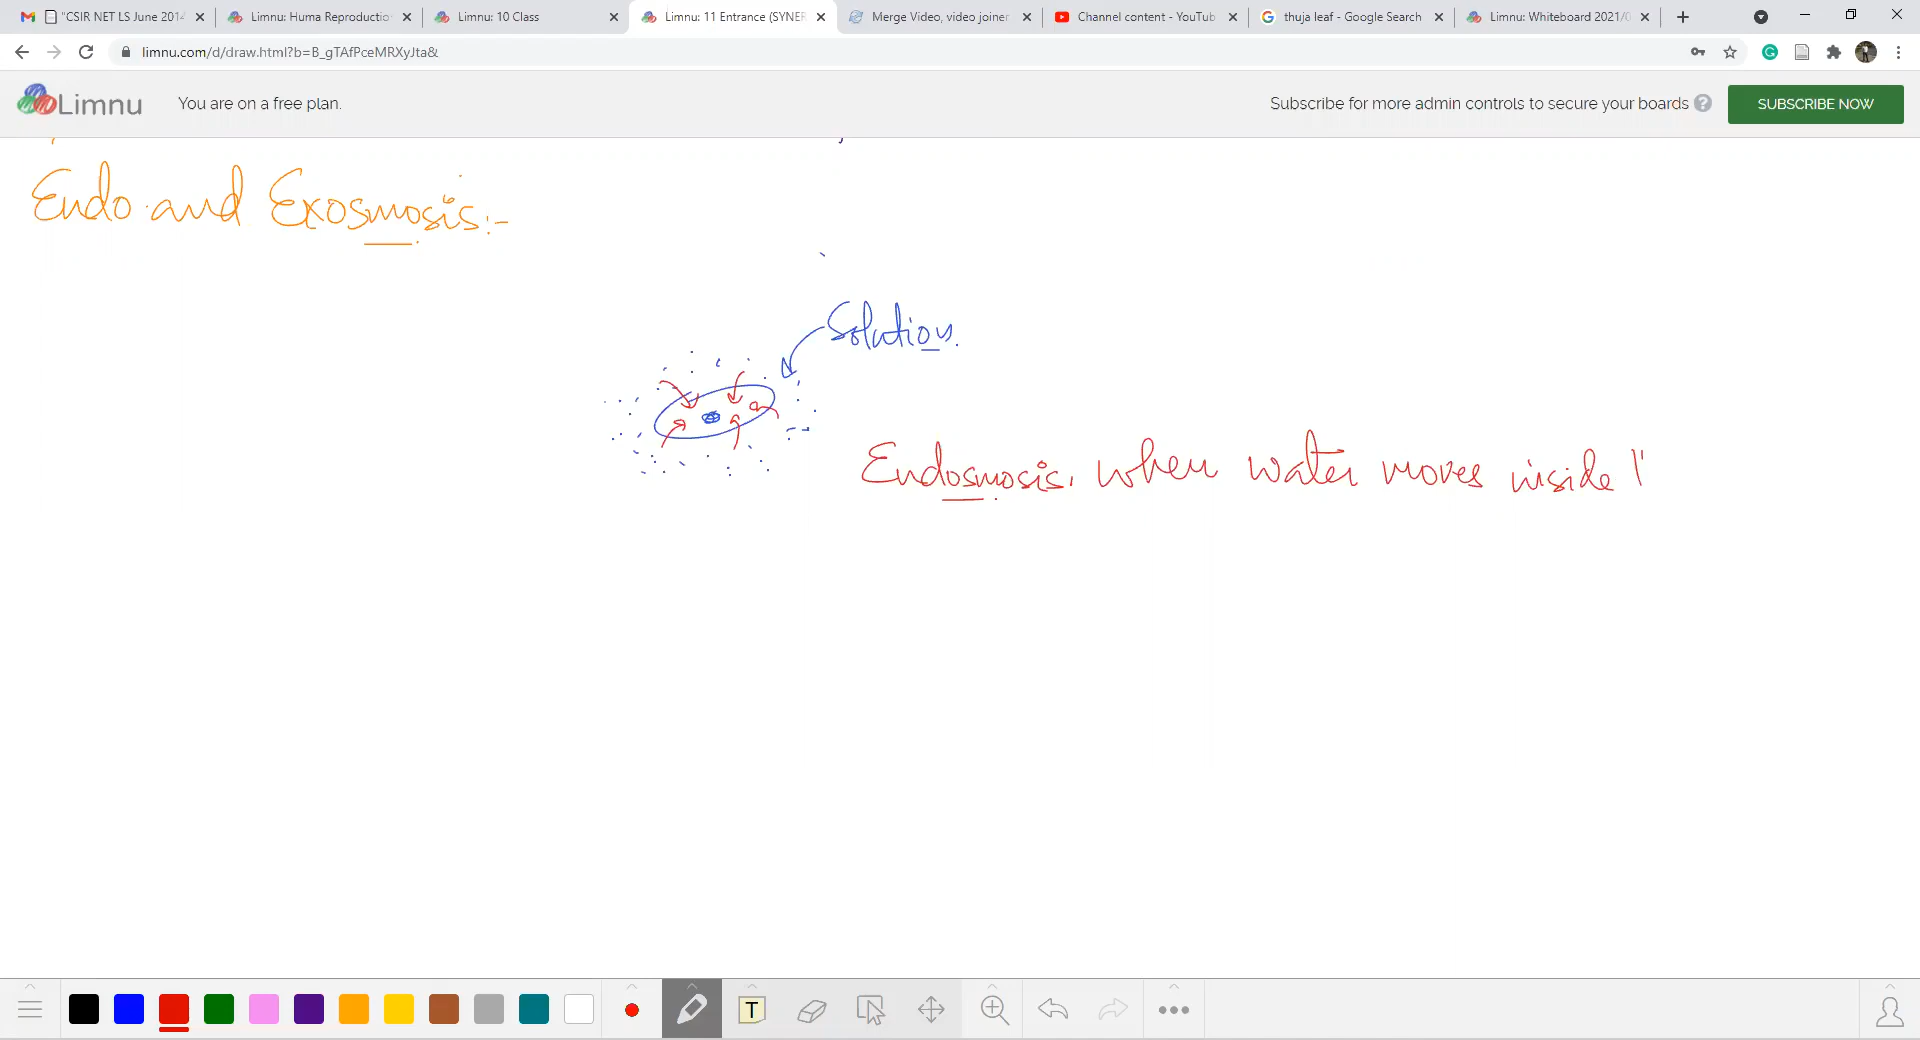 "CSIR NET LS June 2014
Limnu: Huma Reproductio
Limnu: 10 Class
Limnu: 11 Entrance (SYNER
Merge Video, video joiner
Channel content - YouTub
thuja leaf - Google Search
Limnu: Whiteboard 2021/0
limnu.com/d/draw.html?b=B_gTAfPceMRXyJta&
Limnu
You are on a free plan.
Subscribe for more admin controls to secure your boards ?
SUBSCRIBE NOW
Endo and Exosmosis:-
Solution.
Endosmosis. when water moves inside
T